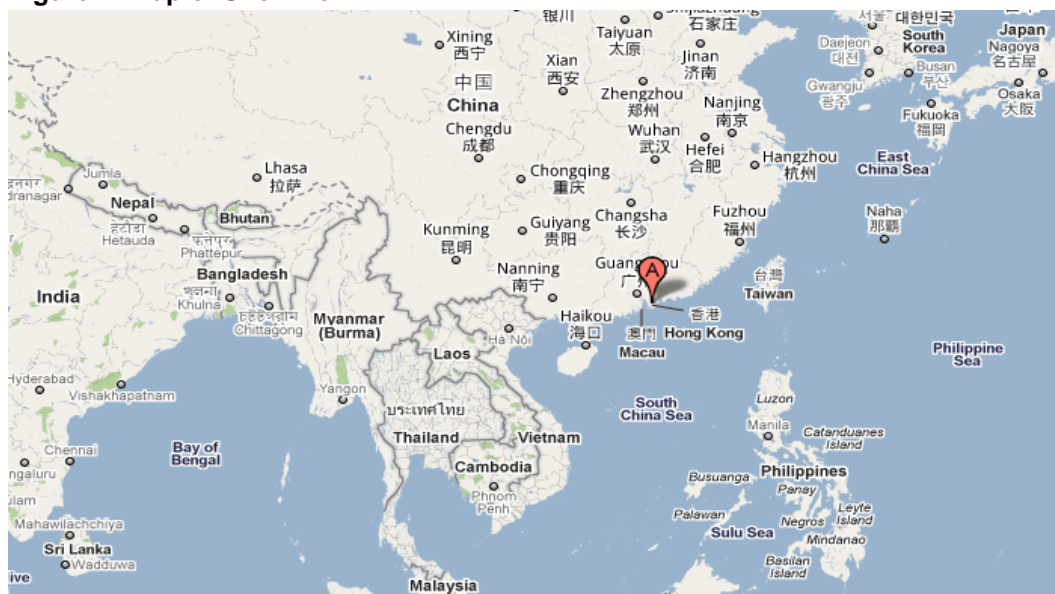 银川
Taiyuan
太原
石家庄
서울
대한민국
South
Korea
Japan
Xining
西宁
Xian
西安
Jinan
济南
Daejeon
대전
Nagoya
名古屋
中国
China
Zhengzhou
郑州
Nanjing
南京
Gwangju
광주
Busan
부산
Osaka
大阪
Fukuoka
福岡
Chengdu
成都
Wuhan
武汉
Hefei
合肥
Hangzhou
杭州
East
China Sea
Lhasa
拉萨
Chongqing
重庆
Jumla
Nepal
Bhutan
Hetauda
Phattepur
Kunming
昆明
Guiyang
贵阳
Changsha
长沙
Fuzhou
福州
Naha
那覇
Bangladesh
Nanning
南宁
台灣
Taiwan
India
Khulna
Chittagong
Myanmar
(Burma)
A
Haikou
海口
澳門
Macau
香港
Hong Kong
Hà Nội
Laos
Philippine
Sea
Hyderabad
Vishakhapatnam
Yangon
ประเทศไทย
Thailand
Vietnam
South
China Sea
Luzon
Manila
Catanduanes
Island
Bay of
Bengal
Chennai
Cambodia
Phnom
Penh
Philippines
Busuanga
Panay
Palawan
Sulu Sea
Negros
Leyte
Island
Mindanao
Basilan
Island
Mahawilachchiya
Sri Lanka
Wadduwa
Malaysia